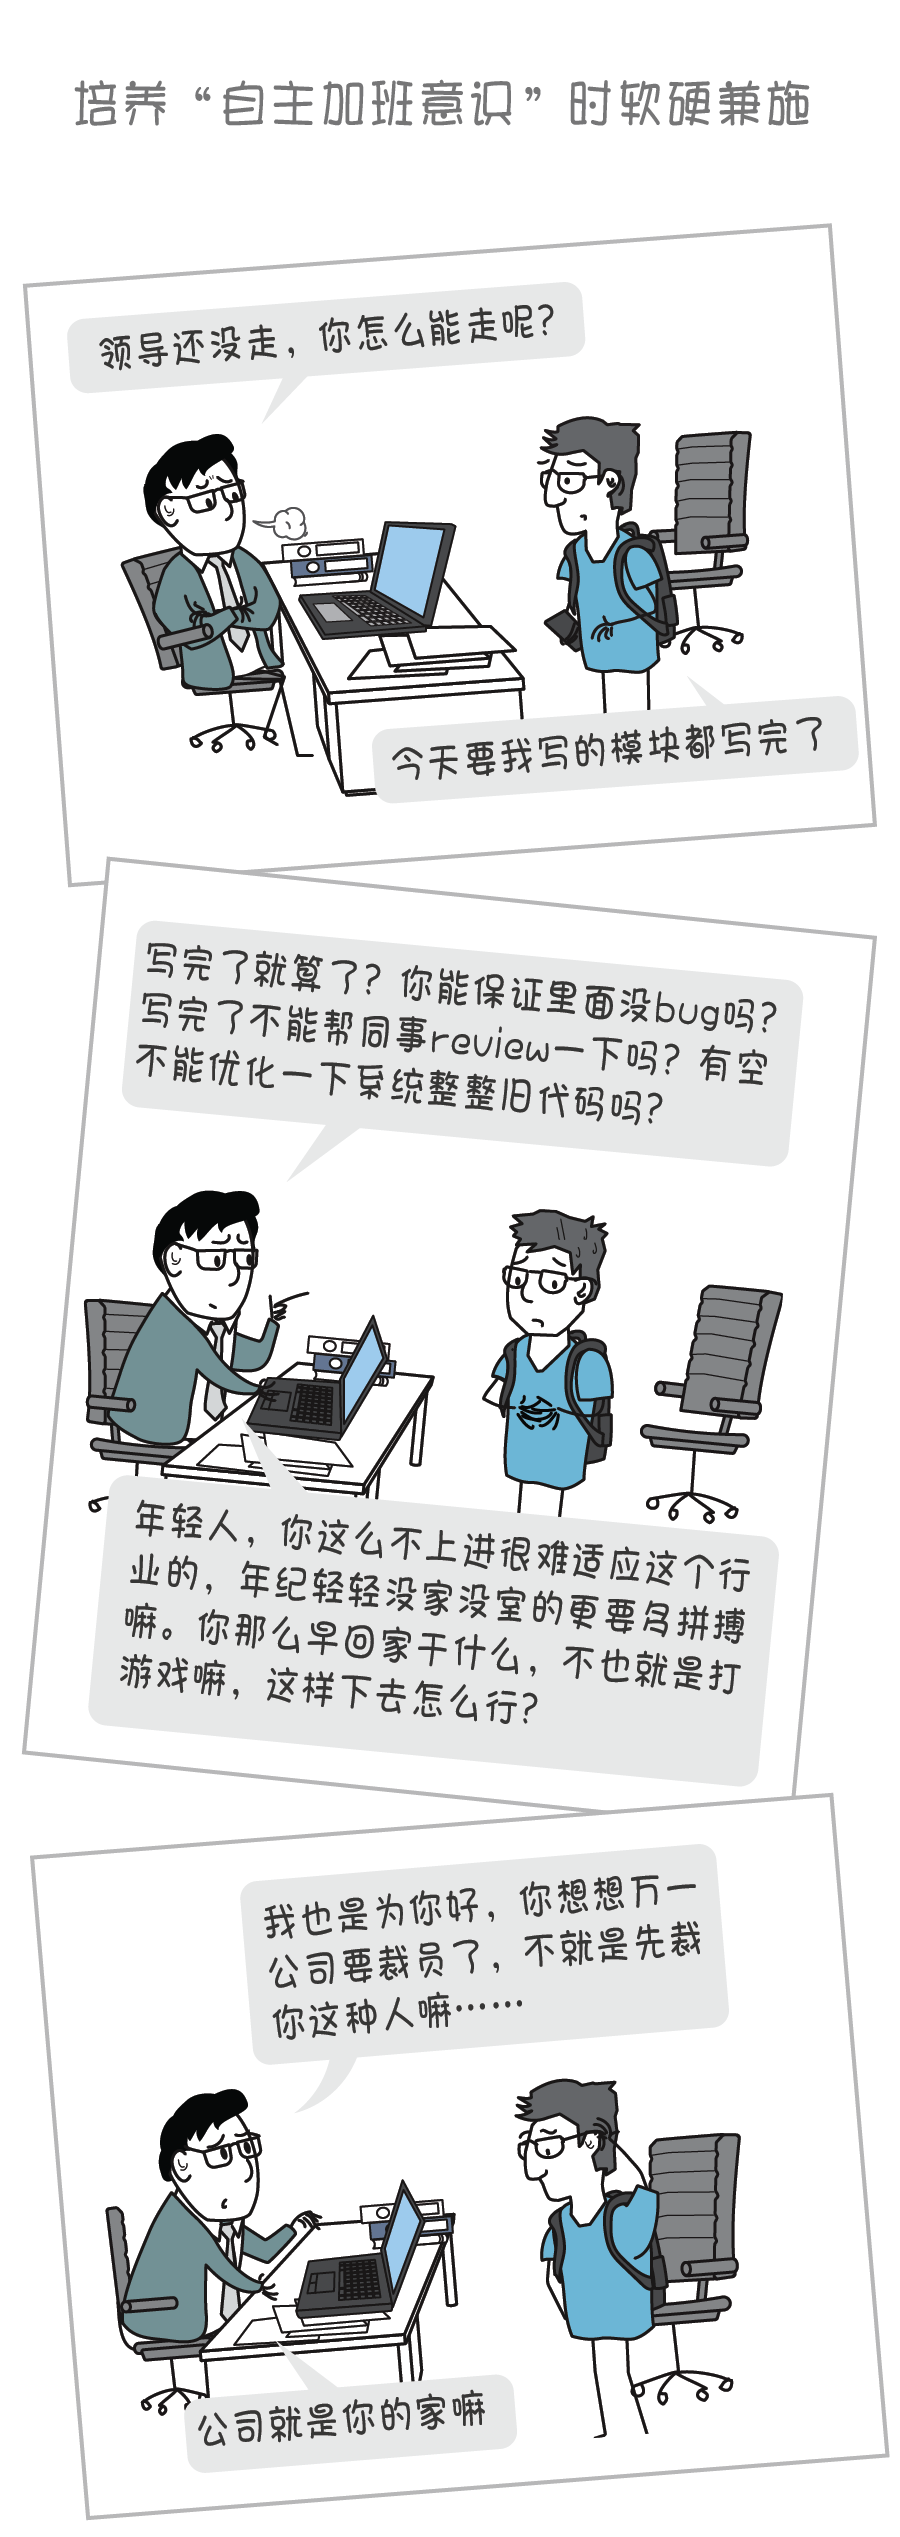 培养“自主加班意识”时软硬兼施
领导还没走，你怎么能走呢？
今天要我写的模块都写完了
写完了就算了？你能保证里面没bug吗？
写完了不能帮同事review一下吗？有空
不能优化一下系统整整旧代码吗？
年轻人，你这么不上进很难适应这个行
业的，年纪轻轻没家没室的更要多拼搏
嘛。你那么早回家干什么，不也就是打
游戏嘛，这样下去怎么行？
我也是为你好，你想想万一
公司要裁员了，不就是先裁
你这种人嘛……
公司就是你的家嘛